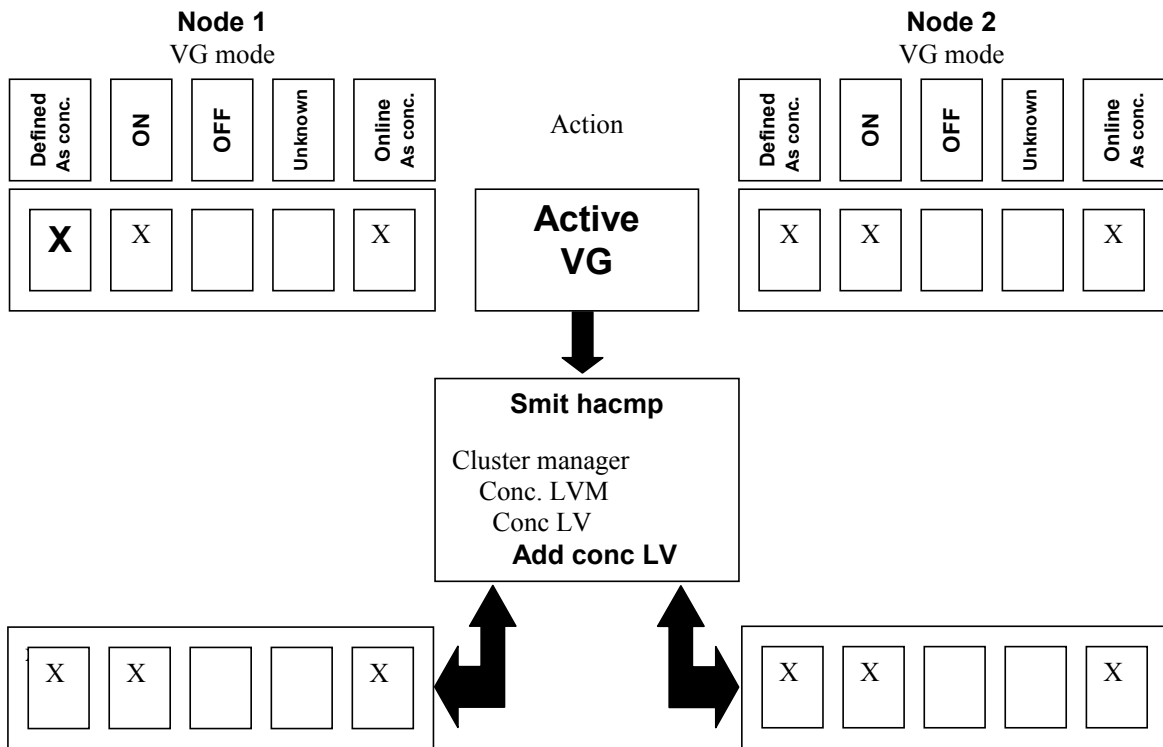 Node 1
VG mode
Node 2
VG mode
Defined
As conc.
ON
OFF
Unknown
Online
As conc.
Action
Defined
As conc.
ON
OFF
Unknown
Online
As conc.
X
X
X
Active
VG
X
X
X
Smit hacmp
Cluster manager
Conc. LVM
Conc LV
Add conc LV
X
X
X
X
X
X